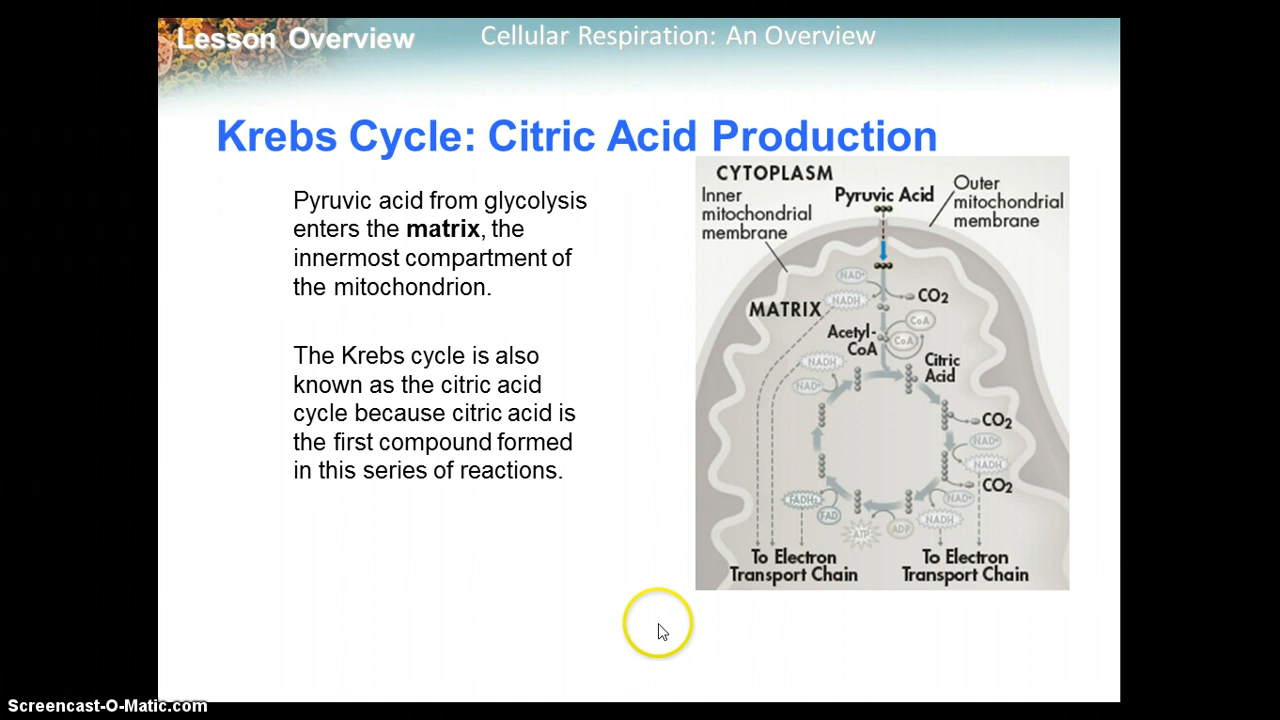 Lesson Overview
Cellular Respiration: An Overview
Krebs Cycle: Citric Acid Production
Pyruvic acid from glycolysis
enters the matrix, the
innermost compartment of
the mitochondrion.
The Krebs cycle is also
known as the citric acid
cycle because citric acid is
the first compound formed
in this series of reactions.
CYTOPLASM
Inner
mitochondrial
membrane
Pyruvic Acid
Outer
mitochondrial
membrane
NAD+
NADH
CO2
MATRIX
CoA
Acetyl-
CoA
CoA
Citric
Acid
NADH
NAD+
CO2
NAD+
NADH
CO2
FADH2
FAD
ATP
ADP
NAD+
NADH
To Electron
Transport Chain
To Electron
Transport Chain
Screencast-O-Matic.com